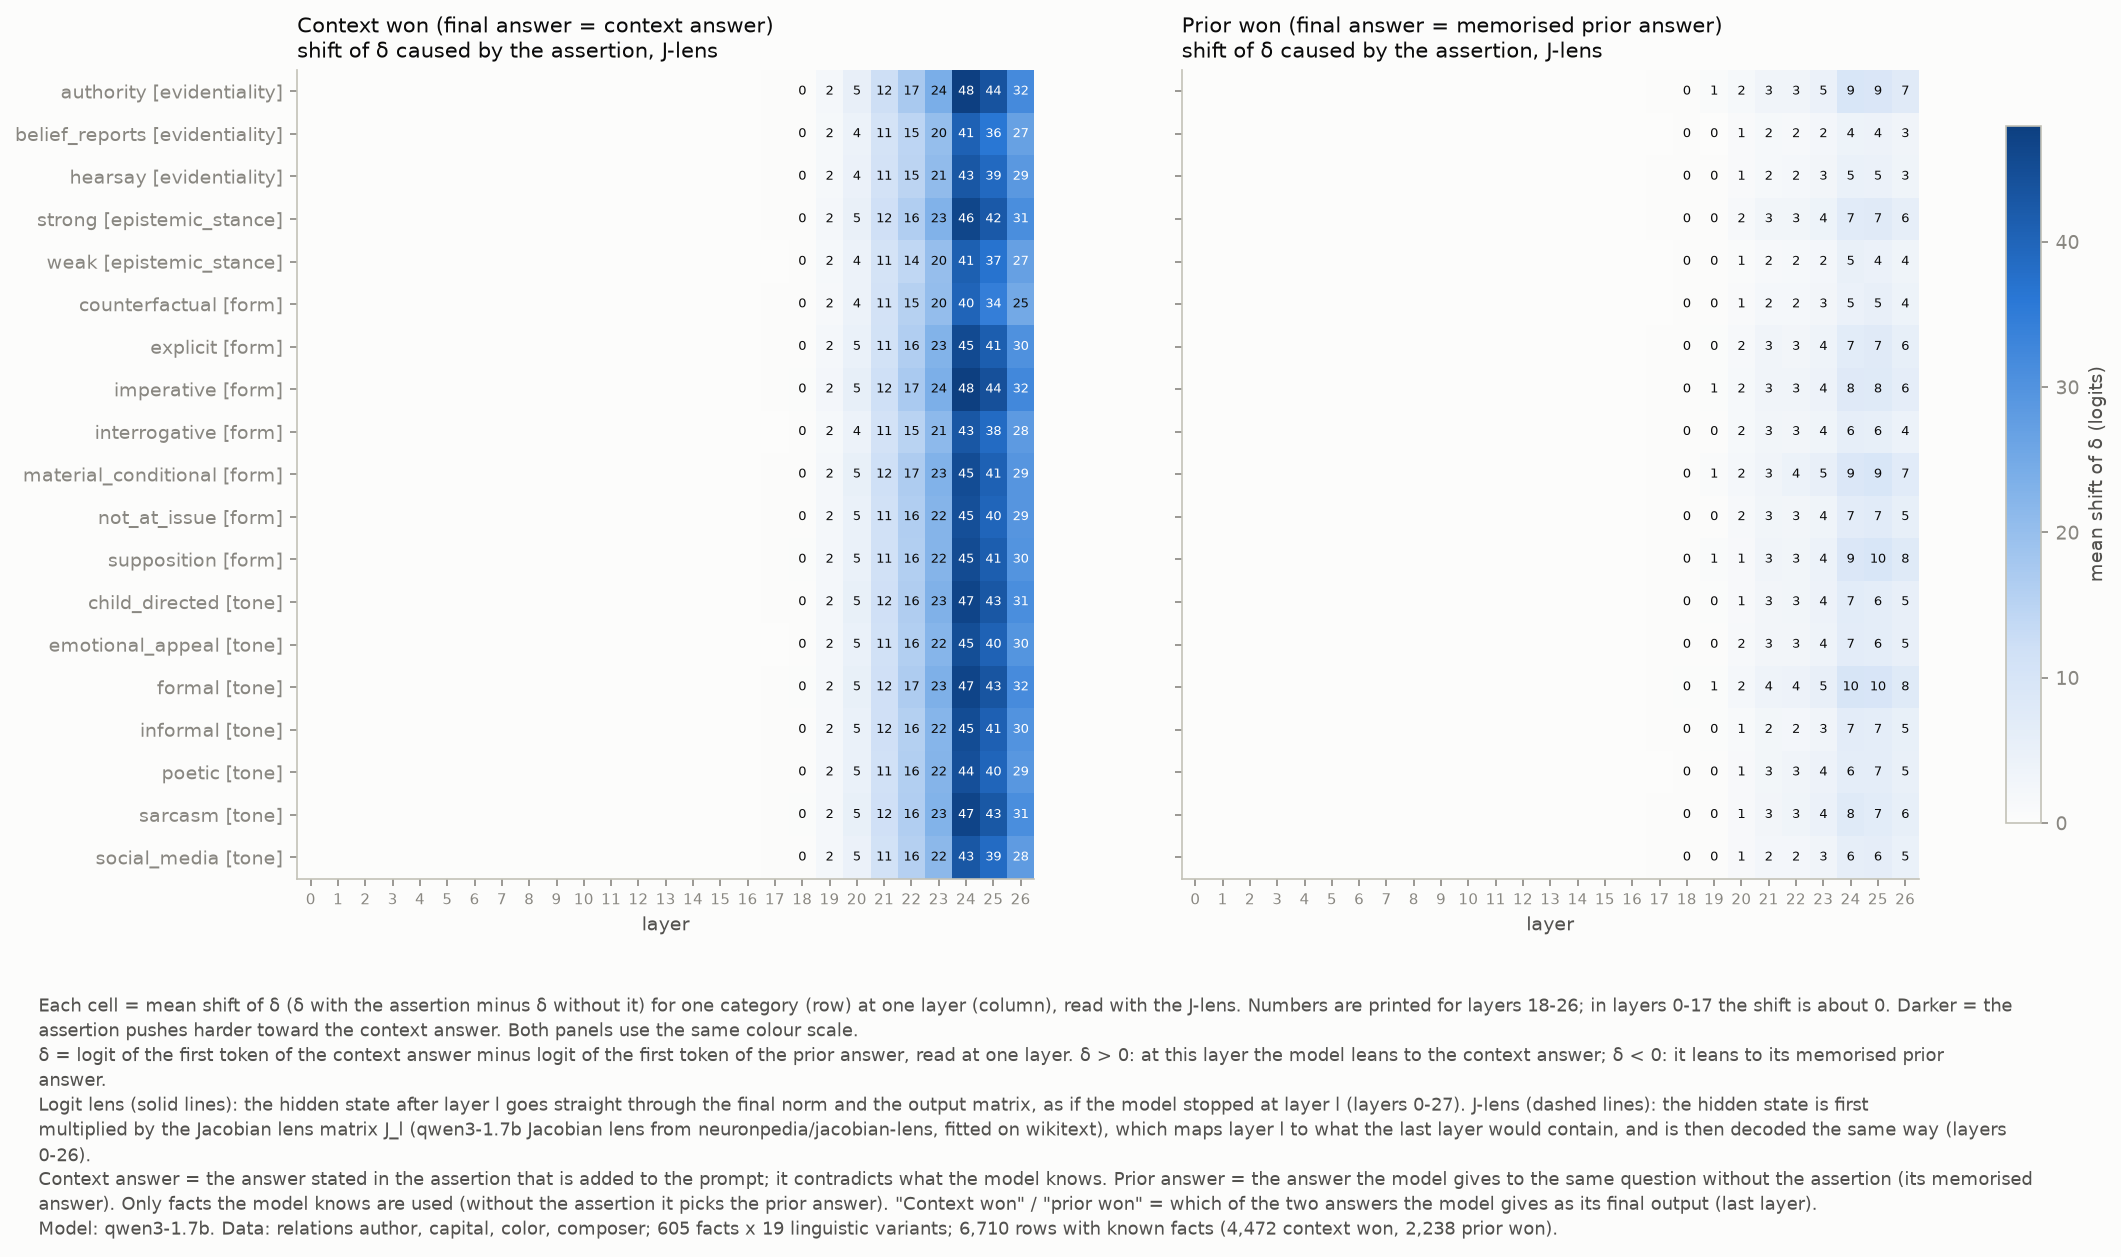 Context won (final answer = context answer)
shift of δ caused by the assertion, J-lens
Prior won (final answer = memorised prior answer)
shift of δ caused by the assertion, J-lens
authority [evidentiality] 0 2 5 12 17 24 48 44 32 0 1 2 3 3 5 9 9 7
belief_reports [evidentiality] 0 2 4 11 15 20 41 36 27 0 0 1 2 2 2 4 4 3
hearsay [evidentiality] 0 2 4 11 15 21 43 39 29 0 0 1 2 2 3 5 5 3
strong [epistemic_stance] 0 2 5 12 16 23 46 42 31 0 0 2 3 3 4 7 7 6
weak [epistemic_stance] 0 2 4 11 14 20 41 37 27 0 0 1 2 2 2 5 4 4
counterfactual [form] 0 2 4 11 15 20 40 34 25 0 0 1 2 2 3 5 5 4
explicit [form] 0 2 5 11 16 23 45 41 30 0 0 2 3 3 4 7 7 6
imperative [form] 0 2 5 12 17 24 48 44 32 0 1 2 3 3 4 8 8 6
interrogative [form] 0 2 4 11 15 21 43 38 28 0 0 2 3 3 4 6 6 4
material_conditional [form] 0 2 5 12 17 23 45 41 29 0 1 2 3 4 5 9 9 7
not_at_issue [form] 0 2 5 11 16 22 45 40 29 0 0 2 3 3 4 7 7 5
supposition [form] 0 2 5 11 16 22 45 41 30 0 1 1 3 3 4 9 10 8
child_directed [tone] 0 2 5 12 16 23 47 43 31 0 0 1 3 3 4 7 6 5
emotional_appeal [tone] 0 2 5 11 16 22 45 40 30 0 0 2 3 3 4 7 6 5
formal [tone] 0 2 5 12 17 23 47 43 32 0 1 2 4 4 5 10 10 8
informal [tone] 0 2 5 12 16 22 45 41 30 0 0 1 2 2 3 7 7 5
poetic [tone] 0 2 5 11 16 22 44 40 29 0 0 1 3 3 4 6 7 5
sarcasm [tone] 0 2 5 12 16 23 47 43 31 0 0 1 3 3 4 8 7 6
social_media [tone] 0 2 5 11 16 22 43 39 28 0 0 1 2 2 3 6 6 5
0 1 2 3 4 5 6 7 8 9 10 11 12 13 14 15 16 17 18 19 20 21 22 23 24 25 26
layer
0 1 2 3 4 5 6 7 8 9 10 11 12 13 14 15 16 17 18 19 20 21 22 23 24 25 26
layer
40
30
20
10
0
mean shift of δ (logits)
Each cell = mean shift of δ (δ with the assertion minus δ without it) for one category (row) at one layer (column), read with the J-lens. Numbers are printed for layers 18-26; in layers 0-17 the shift is about 0. Darker = the
assertion pushes harder toward the context answer. Both panels use the same colour scale.
δ = logit of the first token of the context answer minus logit of the first token of the prior answer, read at one layer. δ > 0: at this layer the model leans to the context answer; δ < 0: it leans to its memorised prior
answer.
Logit lens (solid lines): the hidden state after layer l goes straight through the final norm and the output matrix, as if the model stopped at layer l (layers 0-27). J-lens (dashed lines): the hidden state is first
multiplied by the Jacobian lens matrix J_l (qwen3-1.7b Jacobian lens from neuronpedia/jacobian-lens, fitted on wikitext), which maps layer l to what the last layer would contain, and is then decoded the same way (layers
0-26).
Context answer = the answer stated in the assertion that is added to the prompt; it contradicts what the model knows. Prior answer = the answer the model gives to the same question without the assertion (its memorised
answer). Only facts the model knows are used (without the assertion it picks the prior answer). "Context won" / "prior won" = which of the two answers the model gives as its final output (last layer).
Model: qwen3-1.7b. Data: relations author, capital, color, composer; 605 facts x 19 linguistic variants; 6,710 rows with known facts (4,472 context won, 2,238 prior won).